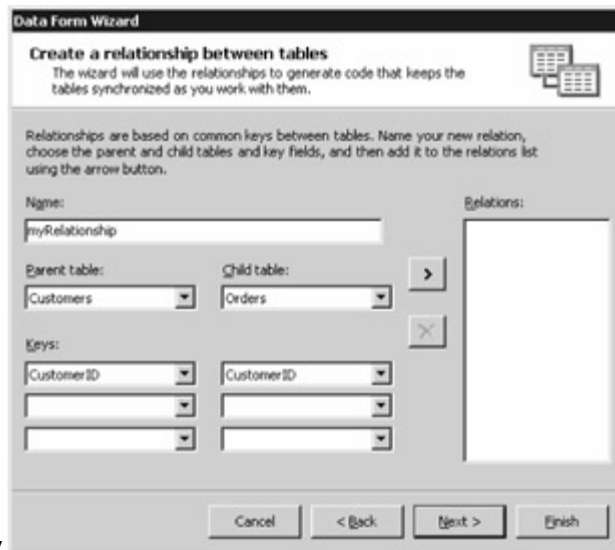 Data Form Wizard
Create a relationship between tables
The wizard will use the relationships to generate code that keeps the
tables synchronized as you work with them.
Relationships are based on common keys between tables. Name your new relation,
choose the parent and child tables and key fields, and then add it to the relations list
using the arrow button.
Name:
Relations:
myRelationship
Parent table:
Child table:
>
Customers
Orders
Keys:
CustomerID
CustomerID
Cancel
< Back
Next >
Finish